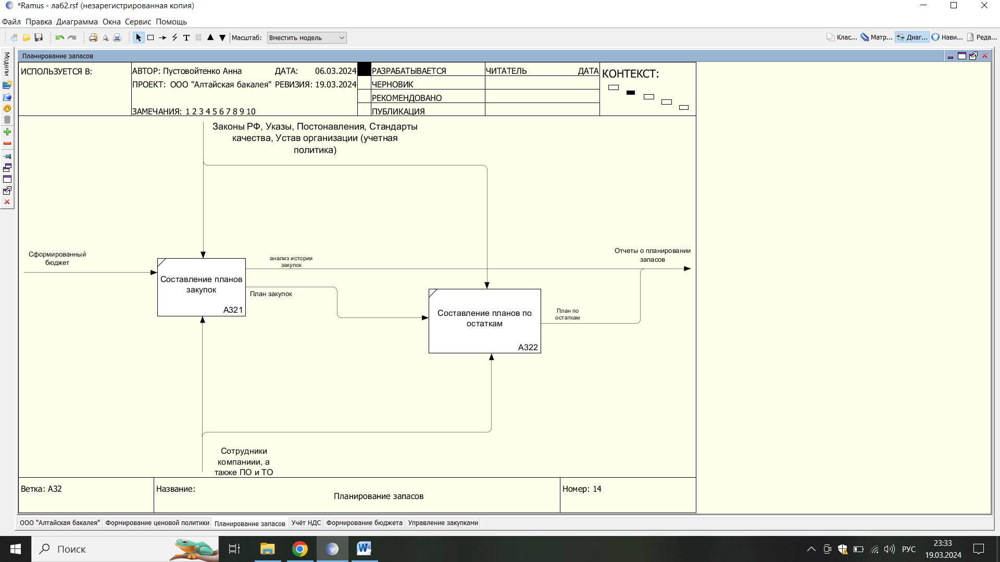 *Ramus - лаб2.rsf (незарегистрированная копия)
Файл Правка Диаграмма Окна Сервис Помощь
Масштаб: Вместить модель
Клас... Матр... Диаг... Нави... Реда...
Модели
Планирование запасов
ИСПОЛЬЗУЕТСЯ В:
АВТОР: Пустовойтенко Анна ДАТА: 06.03.2024
ПРОЕКТ: ООО "Алтайская бакалея" РЕВИЗИЯ: 19.03.2024
ЗАМЕЧАНИЯ: 1 2 3 4 5 6 7 8 9 10
РАЗРАБАТЫВАЕТСЯ
ЧЕРНОВИК
РЕКОМЕНДОВАНО
ПУБЛИКАЦИЯ
ЧИТАТЕЛЬ ДАТА
КОНТЕКСТ:
Законы РФ, Указы, Постонавления, Стандарты
качества, Устав организации (учетная
политика)
Сформированный
бюджет
Составление планов
закупок
A321
анализ истории
закупок
План закупок
Составление планов по
остаткам
A322
План по
остаткам
Отчеты о планировании
запасов
Сотрудники
компаниии, а
также ПО и ТО
Ветка: A32
Название:
Планирование запасов
Номер: 14
ООО "Алтайская бакалея" Формирование ценовой политики Планирование запасов Учёт НДС Формирование бюджета Управление закупками
Поиск
РУС
23:33
19.03.2024